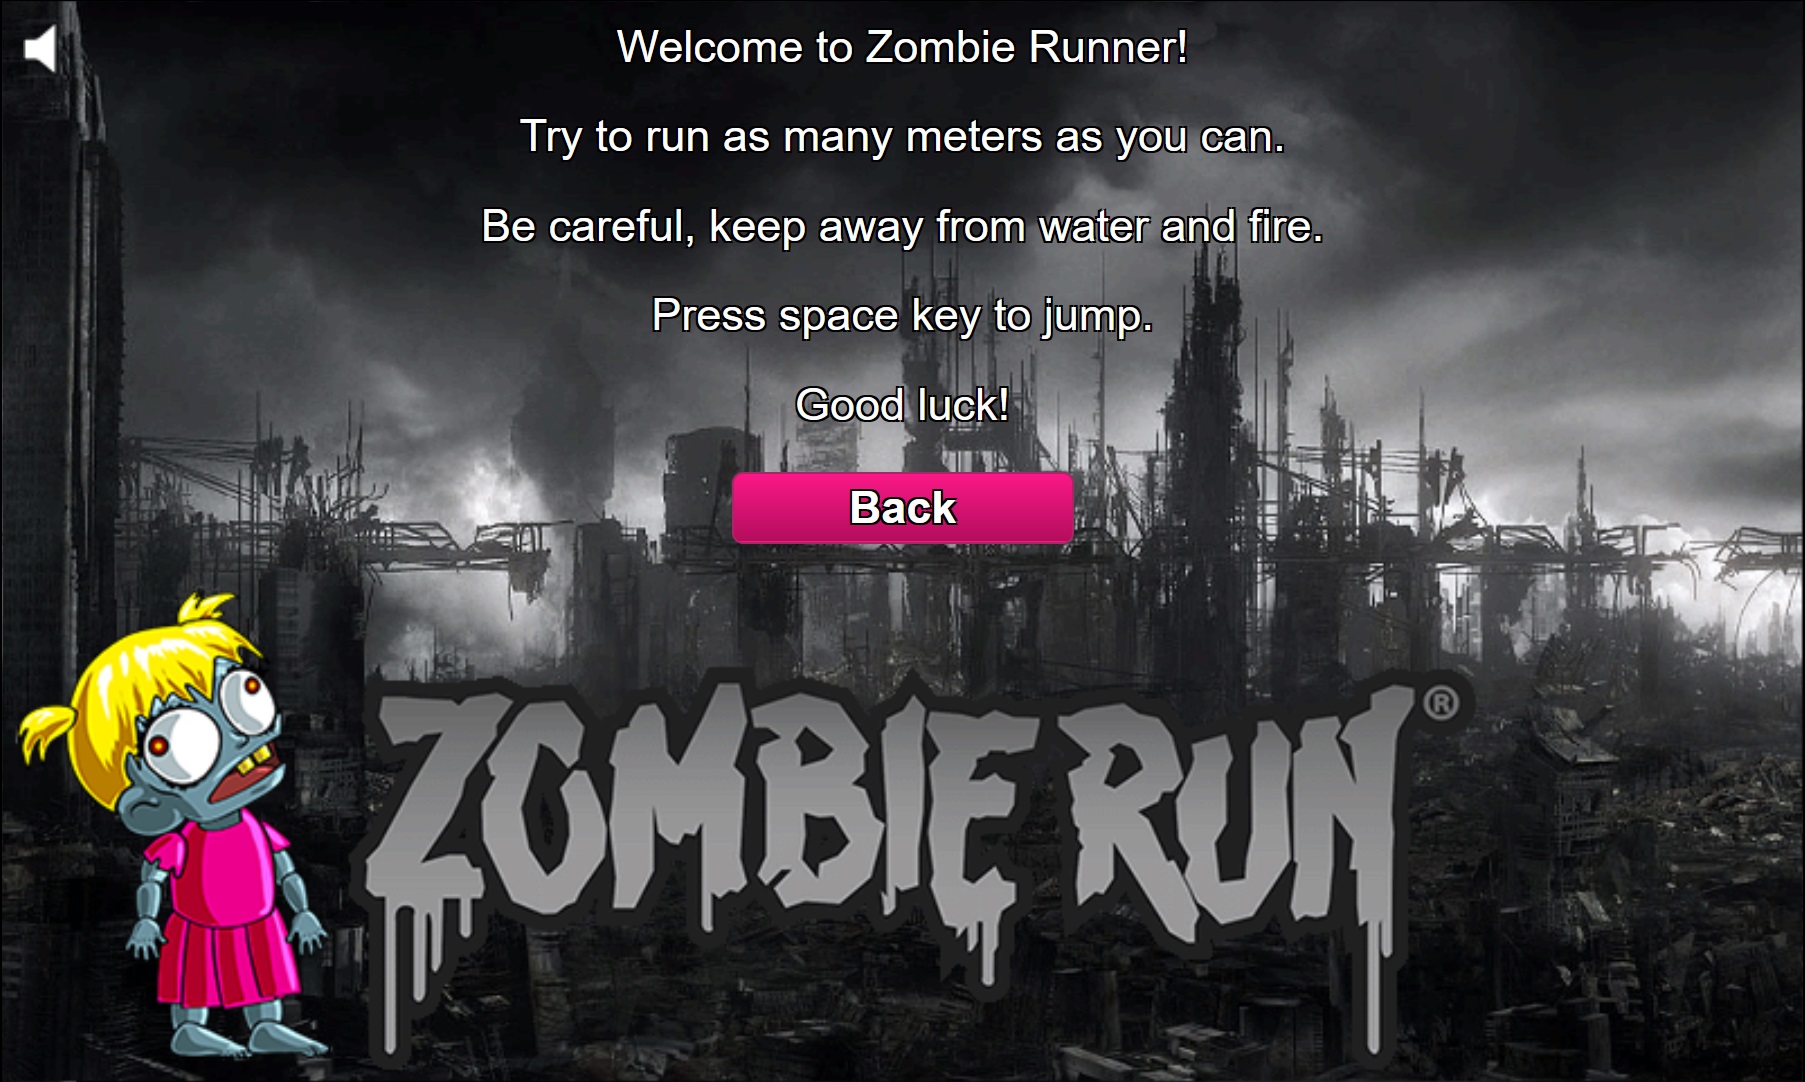 Welcome to Zombie Runner!
Try to run as many meters as you can.
Be careful, keep away from water and fire.
Press space key to jump.
Good luck!
Back
ZOMBIE RUN®